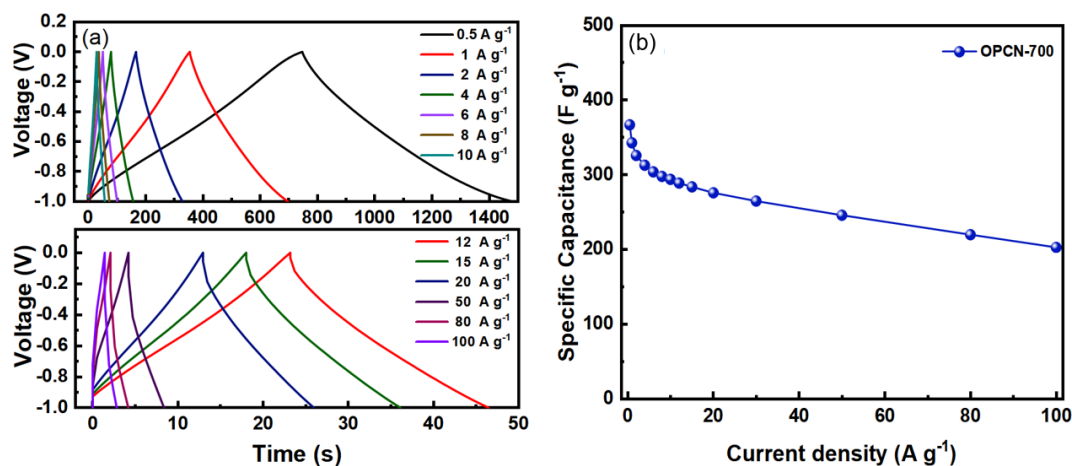 (a)
Voltage (V)
0.2
0.0
-0.2
-0.4
-0.6
-0.8
-1.0
0.5 A g⁻¹
1 A g⁻¹
2 A g⁻¹
4 A g⁻¹
6 A g⁻¹
8 A g⁻¹
10 A g⁻¹
0 200 400 600 800 1000 1200 1400
Voltage (V)
0.0
-0.2
-0.4
-0.6
-0.8
-1.0
12 A g⁻¹
15 A g⁻¹
20 A g⁻¹
50 A g⁻¹
80 A g⁻¹
100 A g⁻¹
0 10 20 30 40 50
Time (s)
(b)
Specific Capacitance (F g⁻¹)
500
400
300
200
100
0
OPCN-700
0 20 40 60 80 100
Current density (A g⁻¹)